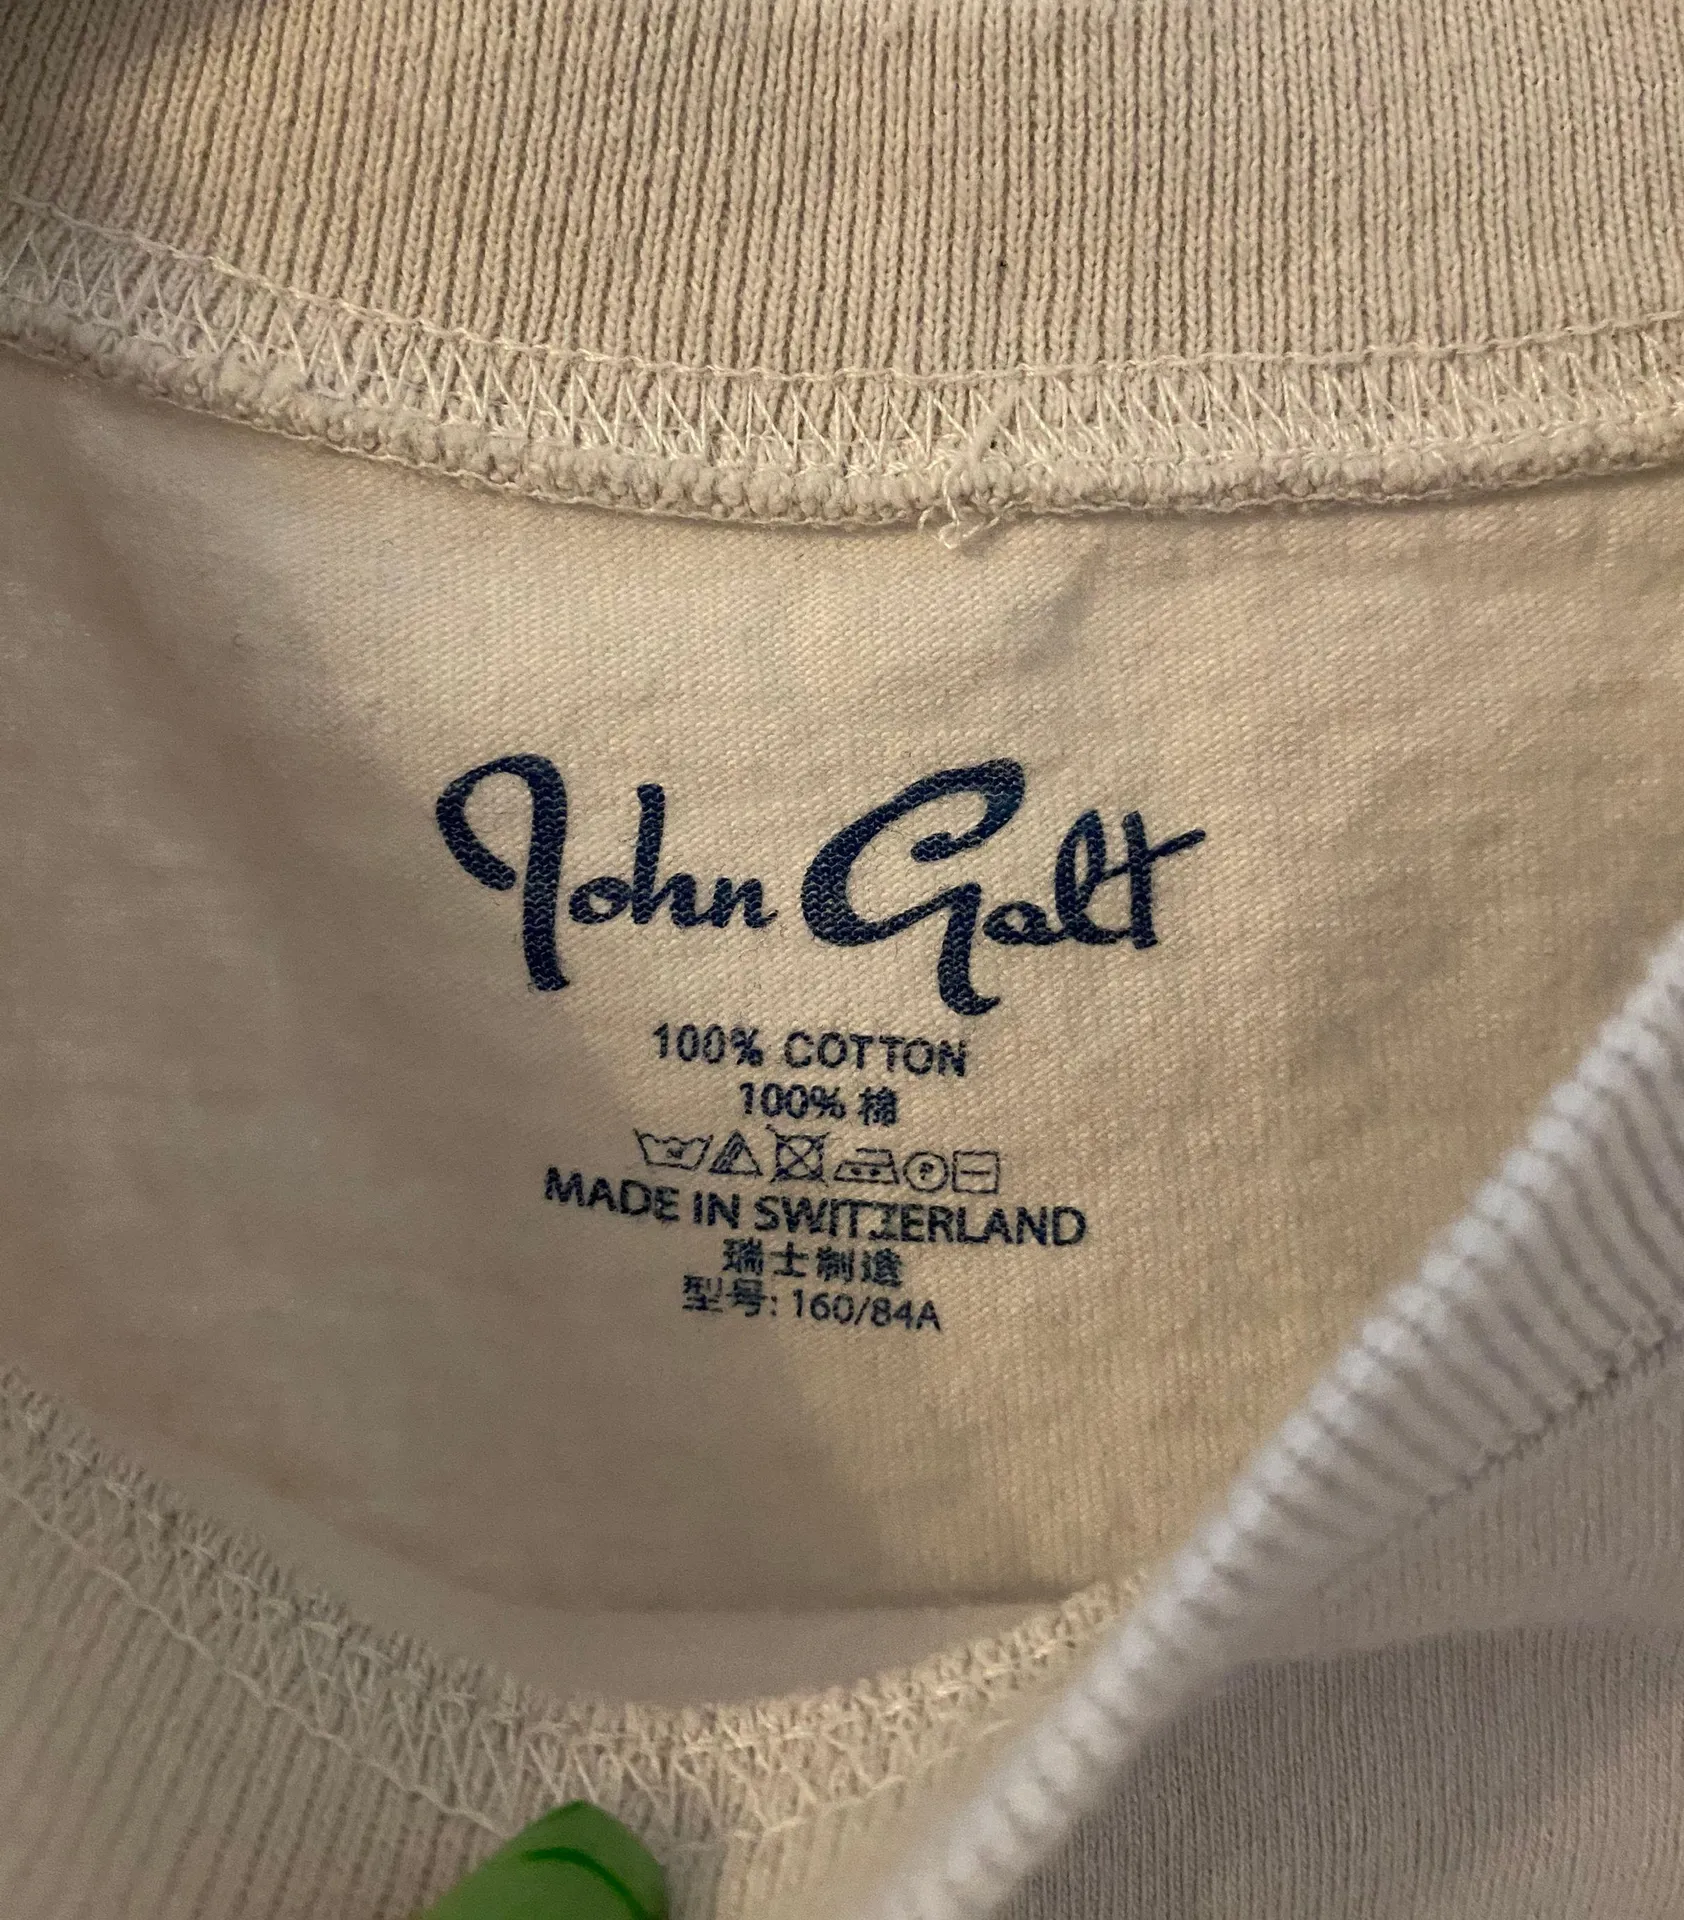 John Galt
100% COTTON
100% 棉
MADE IN SWITZERLAND
瑞士制造
型号: 160/84A